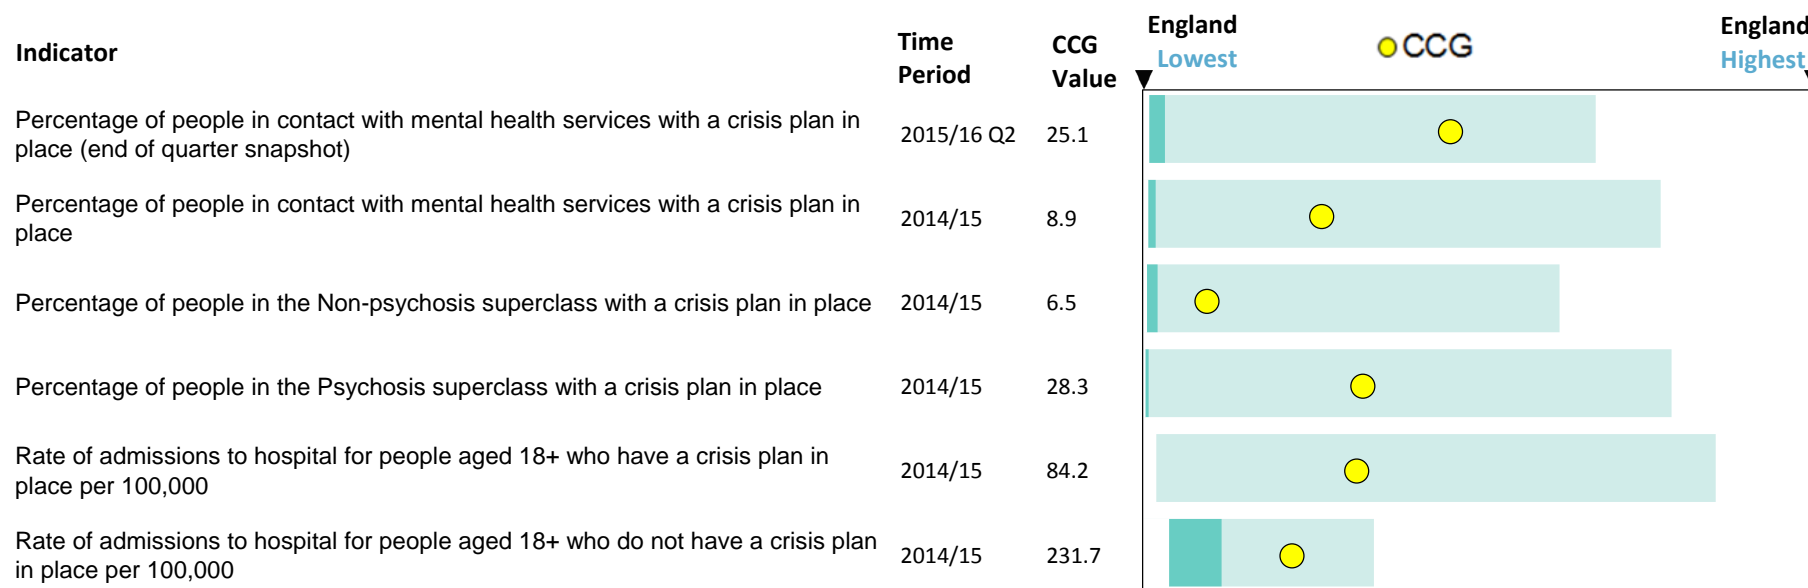 Indicator
Time Period
CCG Value
England Lowest
CCG
England Highest
Percentage of people in contact with mental health services with a crisis plan in
place (end of quarter snapshot)
2015/16 Q2
25.1
Percentage of people in contact with mental health services with a crisis plan in
place
2014/15
8.9
Percentage of people in the Non-psychosis superclass with a crisis plan in place
2014/15
6.5
Percentage of people in the Psychosis superclass with a crisis plan in place
2014/15
28.3
Rate of admissions to hospital for people aged 18+ who have a crisis plan in
place per 100,000
2014/15
84.2
Rate of admissions to hospital for people aged 18+ who do not have a crisis plan
in place per 100,000
2014/15
231.7